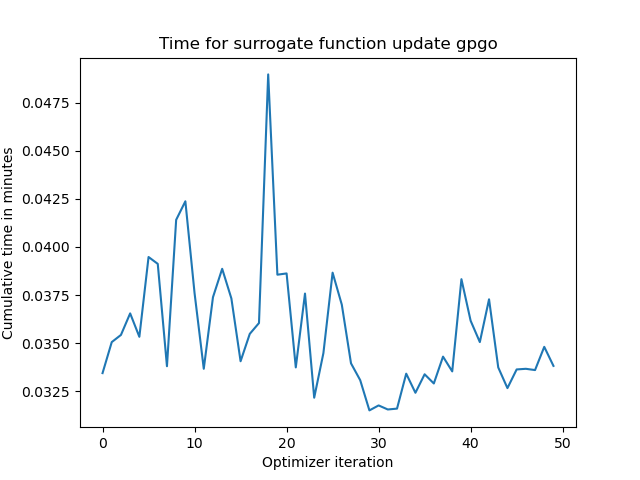 Time for surrogate function update gpgo
Cumulative time in minutes
0.0475
0.0450
0.0425
0.0400
0.0375
0.0350
0.0325
0 10 20 30 40 50
Optimizer iteration